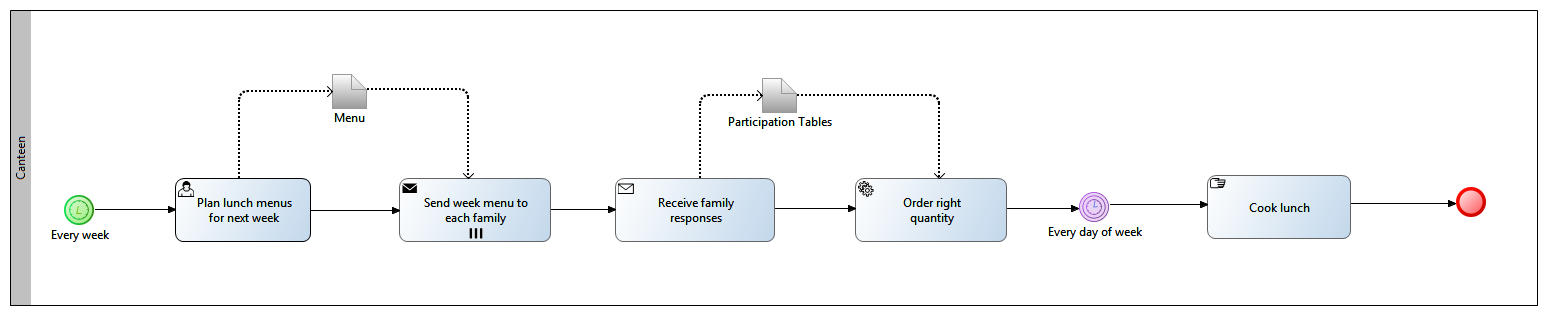 Canteen
Menu
Participation Tables
Every week
Plan lunch menus
for next week
Send week menu to
each family
Receive family
responses
Order right
quantity
Every day of week
Cook lunch